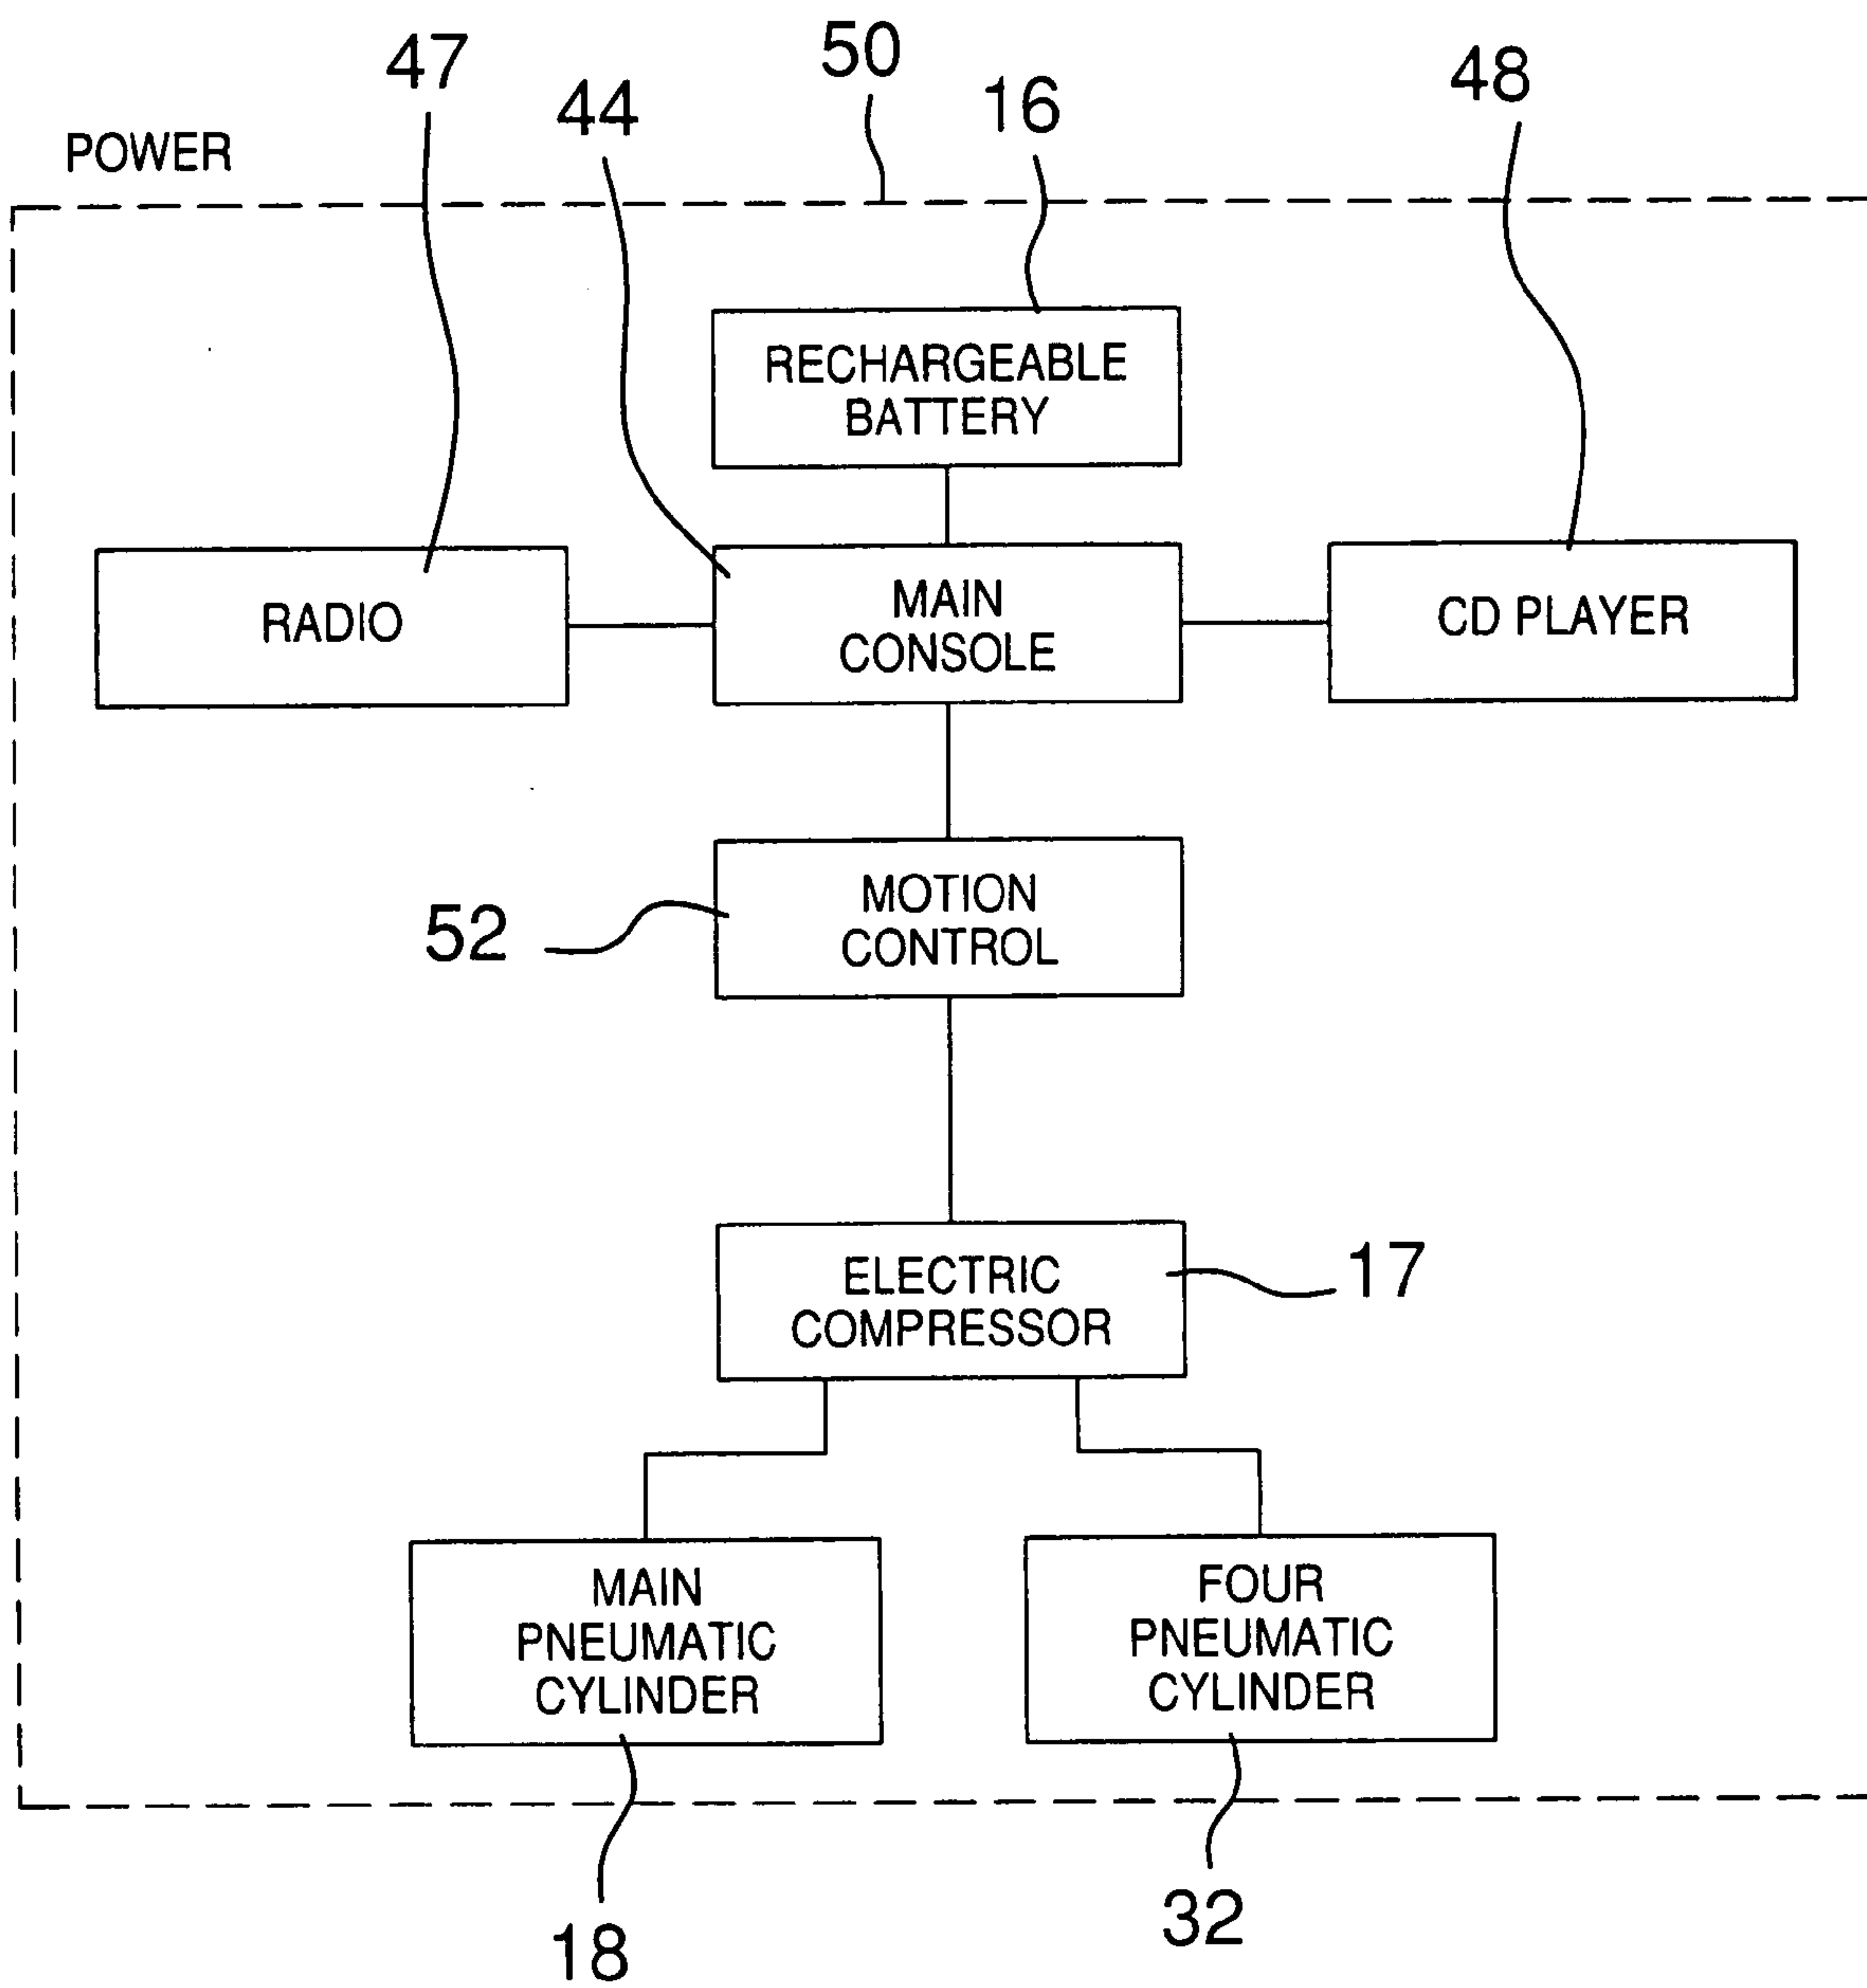 47
50
44
16
48
POWER
RECHARGEABLE
BATTERY
RADIO
MAIN
CONSOLE
CD PLAYER
MOTION
CONTROL
52
ELECTRIC
COMPRESSOR
17
MAIN
PNEUMATIC
CYLINDER
FOUR
PNEUMATIC
CYLINDER
18
32